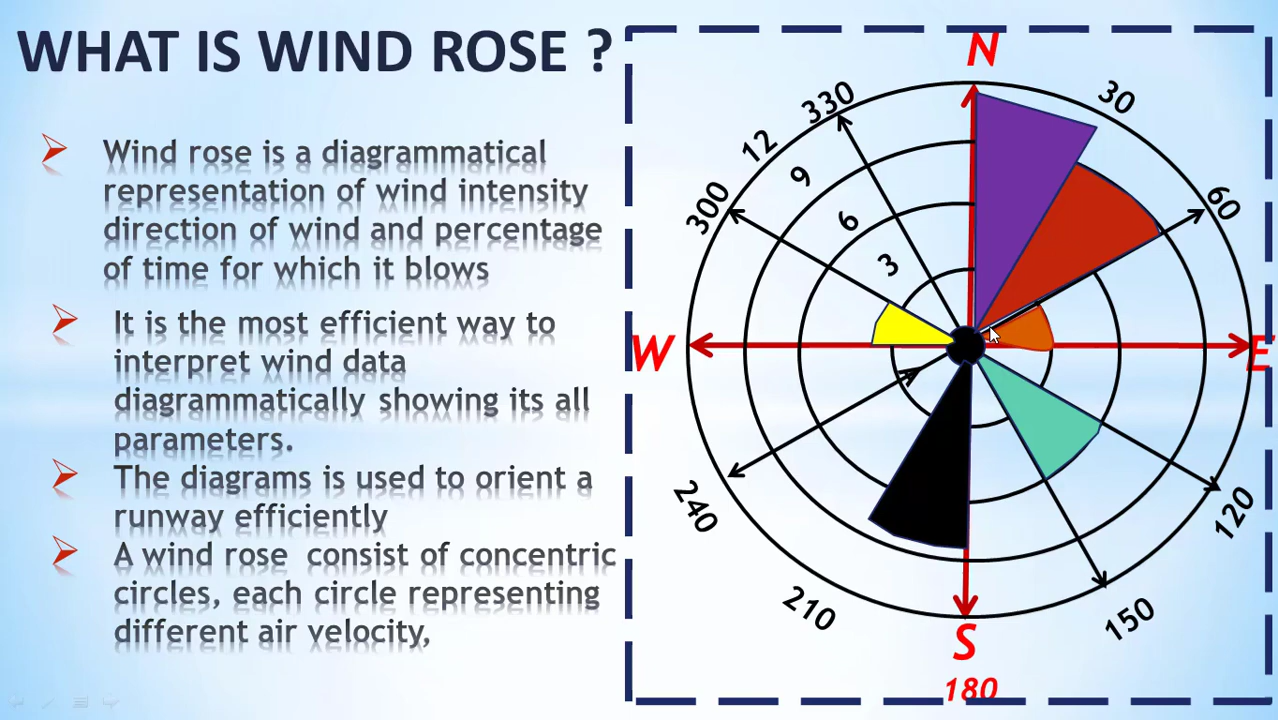 WHAT IS WIND ROSE ?
Wind rose is a diagrammatical
representation of wind intensity
direction of wind and percentage
of time for which it blows
It is the most efficient way to
interpret wind data
diagrammatically showing its all
parameters.
The diagrams is used to orient a
runway efficiently
A wind rose consist of concentric
circles, each circle representing
different air velocity,
N
330
30
12
9
300
60
6
3
W
E
240
120
210
150
S
180